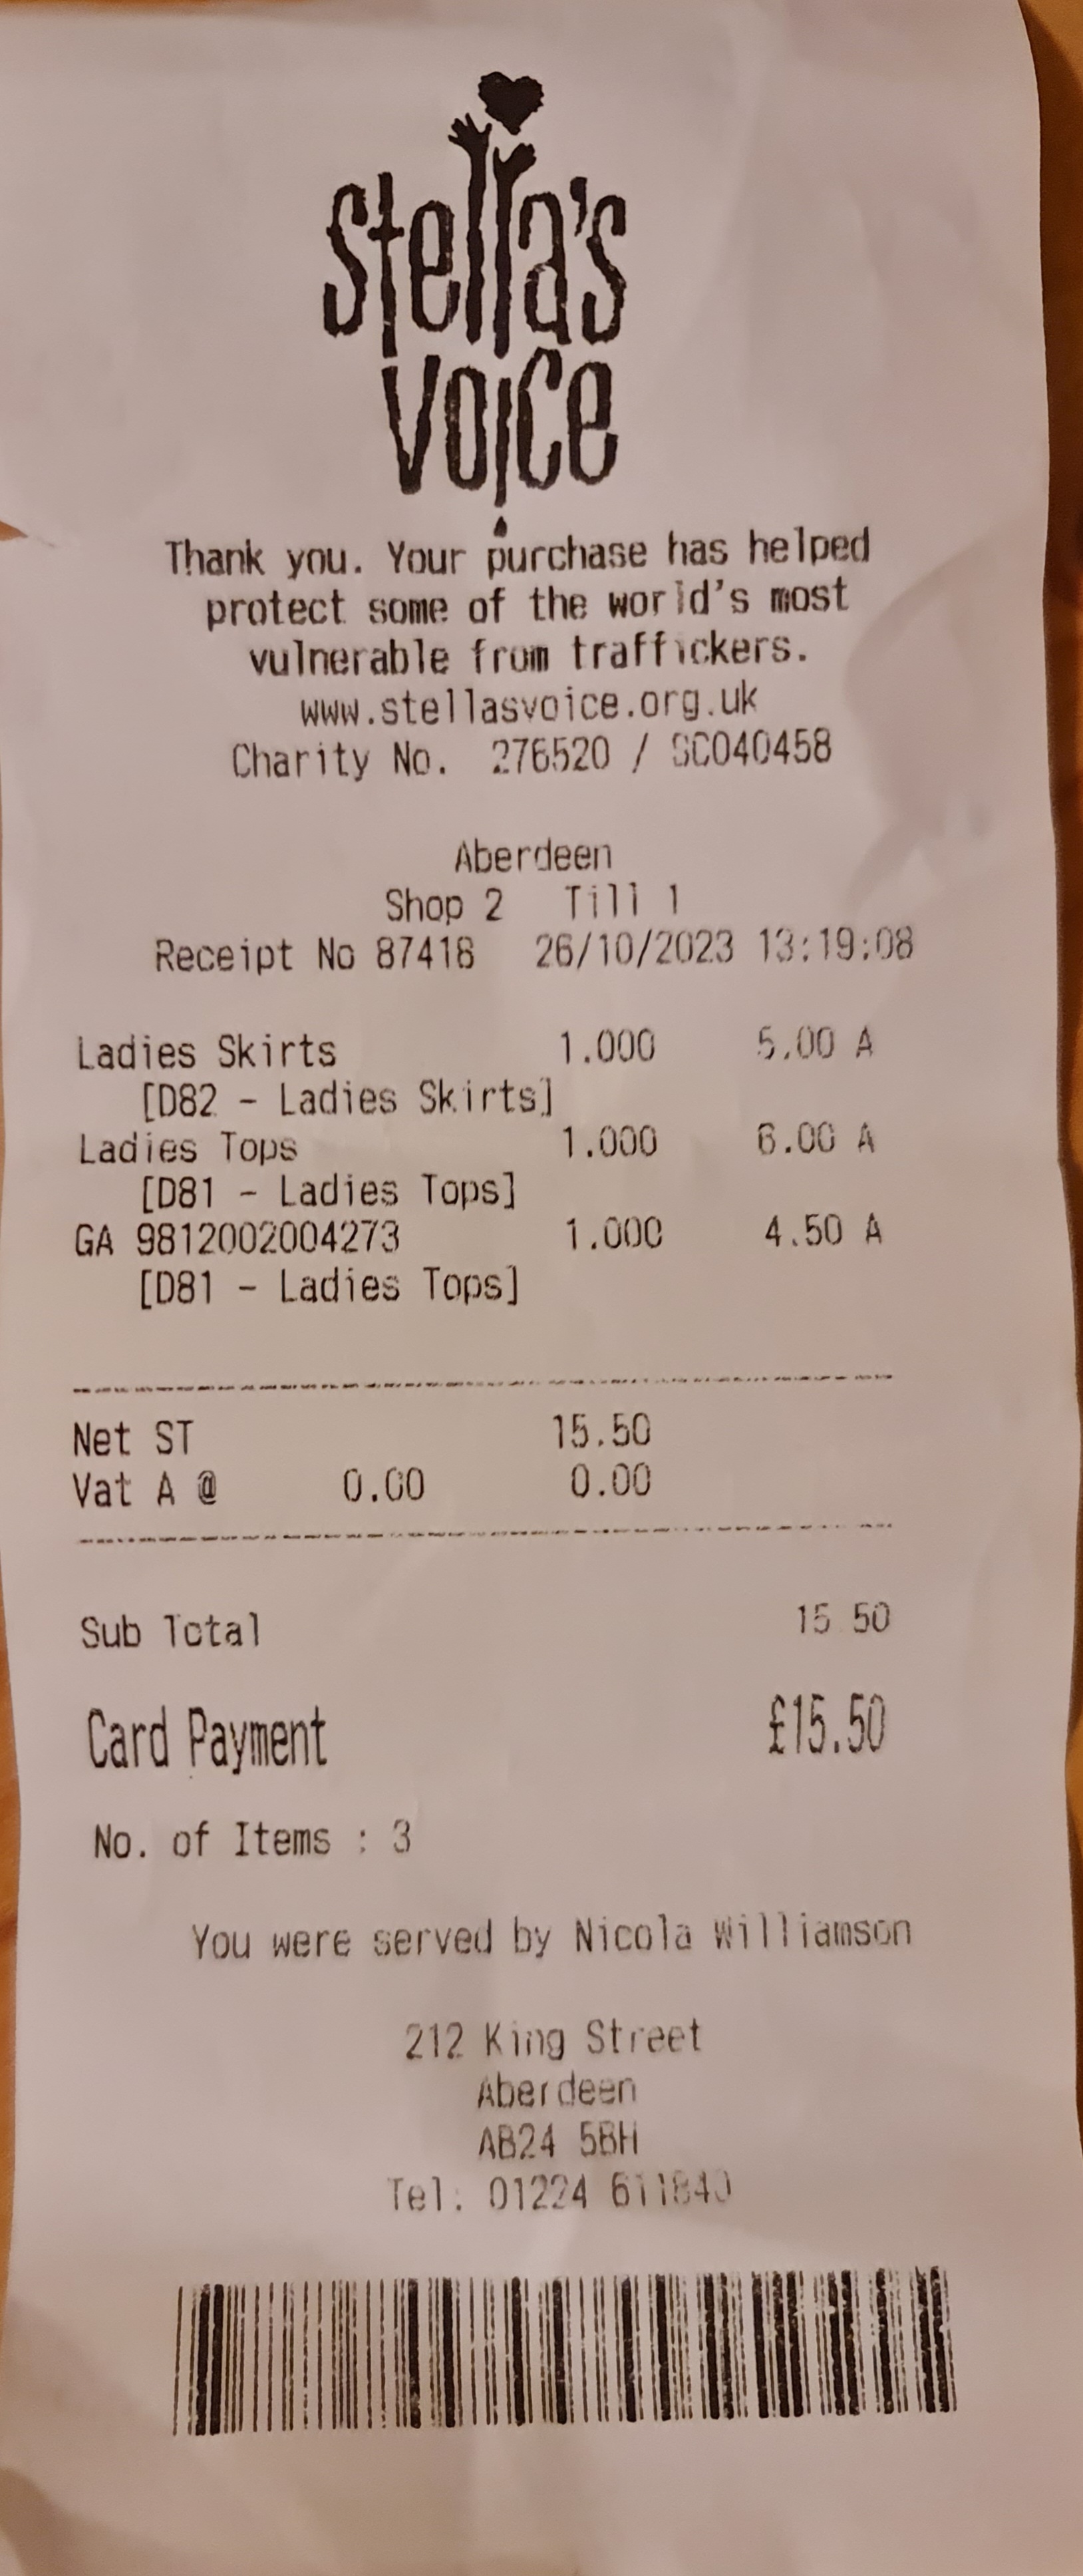 stella's
voice
Thank you. Your purchase has helped
protect some of the world's most
vulnerable from traffickers.
www.stellasvoice.org.uk
Charity No. 276520 / SC040458
Aberdeen
Shop 2 Till 1
Receipt No 87418 26/10/2023 13:19:08
Ladies Skirts 1.000 5.00 A
[D82 - Ladies Skirts]
Ladies Tops 1.000 6.00 A
[D81 - Ladies Tops]
GA 9812002004273 1.000 4.50 A
[D81 - Ladies Tops]
Net ST 15.50
Vat A @ 0.00 0.00
Sub Total 15.50
Card Payment £15.50
No. of Items : 3
You were served by Nicola Williamson
212 King Street
Aberdeen
AB24 5BH
Tel: 01224 611840